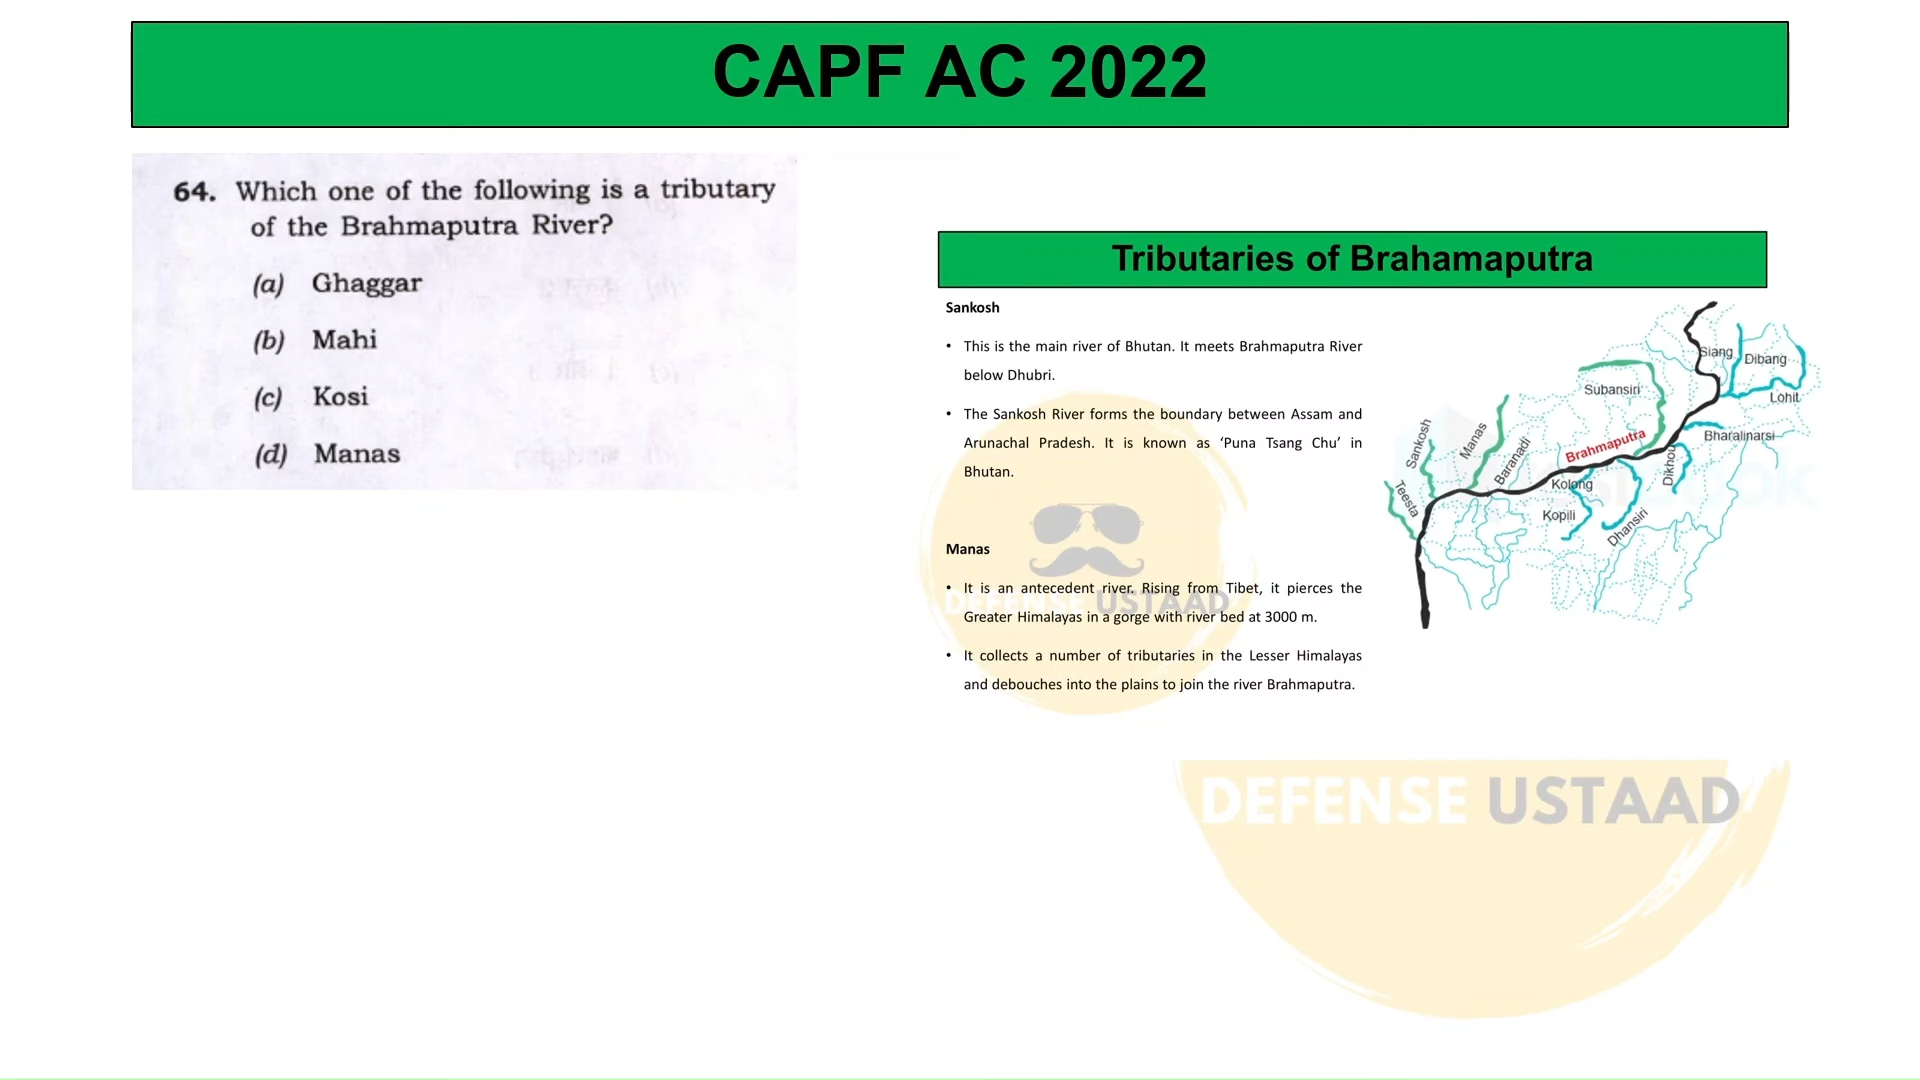 CAPF AC 2022
64. Which one of the following is a tributary
of the Brahmaputra River?
(a) Ghaggar
(b) Mahi
(c) Kosi
(d) Manas
Tributaries of Brahamaputra
Sankosh
• This is the main river of Bhutan. It meets Brahmaputra River
below Dhubri.
• The Sankosh River forms the boundary between Assam and
Arunachal Pradesh. It is known as ‘Puna Tsang Chu’ in
Bhutan.
Manas
• It is an antecedent river. Rising from Tibet, it pierces the
Greater Himalayas in a gorge with river bed at 3000 m.
• It collects a number of tributaries in the Lesser Himalayas
and debouches into the plains to join the river Brahmaputra.
Siang
Dibang
Subansiri
Lohit
Sankosh
Manas
Baranadi
Brahmaputra
Bharalinarsi
Dikhou
Teesta
Kolong
Kopili
Dhansiri
DEFENSE USTAAD
DEFENSE USTAAD